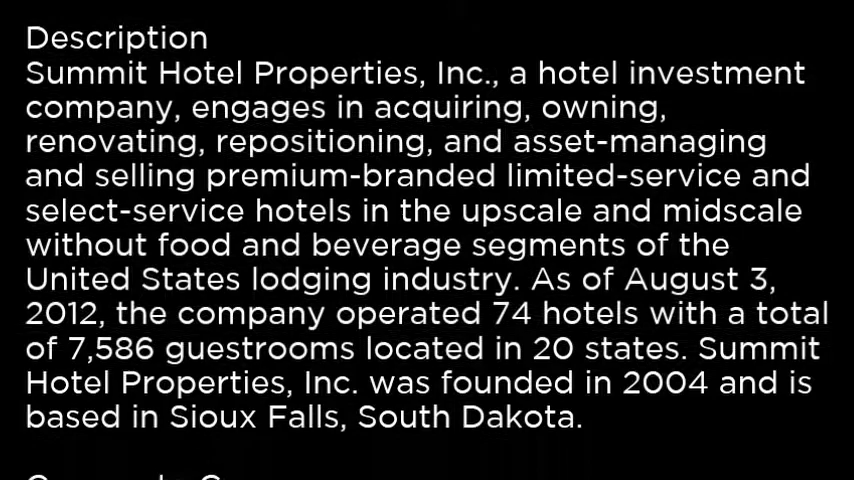 Description
Summit Hotel Properties, Inc., a hotel investment
company, engages in acquiring, owning,
renovating, repositioning, and asset-managing
and selling premium-branded limited-service and
select-service hotels in the upscale and midscale
without food and beverage segments of the
United States lodging industry. As of August 3,
2012, the company operated 74 hotels with a total
of 7,586 guestrooms located in 20 states. Summit
Hotel Properties, Inc. was founded in 2004 and is
based in Sioux Falls, South Dakota.